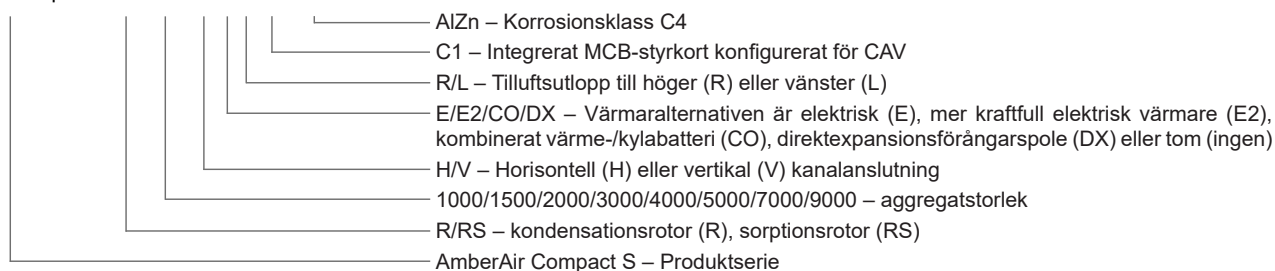 AlZn – Korrosionsklass C4
C1 – Integrerat MCB-styrkort konfigurerat för CAV
R/L – Tilluftsutlopp till höger (R) eller vänster (L)
E/E2/CO/DX – Värmaralternativen är elektrisk (E), mer kraftfull elektrisk värmare (E2),
kombinerat värme-/kylabatteri (CO), direktexpansionsförångarspole (DX) eller tom (ingen)
H/V – Horisontell (H) eller vertikal (V) kanalanslutning
1000/1500/2000/3000/4000/5000/7000/9000 – aggregatstorlek
R/RS – kondensationsrotor (R), sorptionsrotor (RS)
AmberAir Compact S – Produktserie